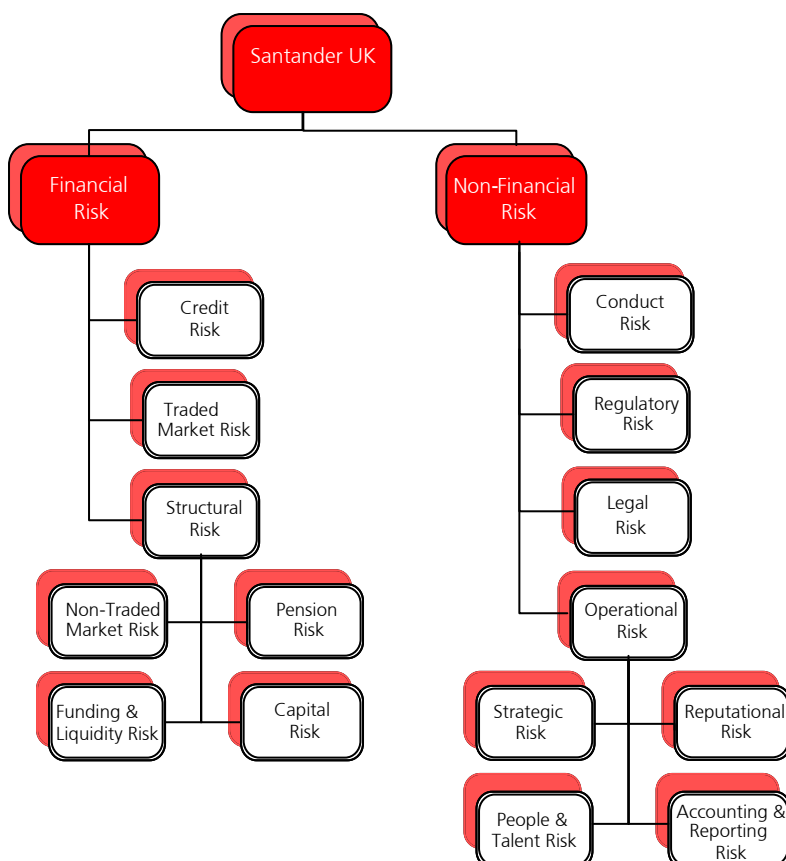 Santander UK
Financial
Risk
Non-Financial
Risk
Credit
Risk
Traded
Market Risk
Structural
Risk
Non-Traded
Market Risk
Pension
Risk
Funding &
Liquidity Risk
Capital
Risk
Conduct
Risk
Regulatory
Risk
Legal
Risk
Operational
Risk
Strategic
Risk
Reputational
Risk
People &
Talent Risk
Accounting &
Reporting
Risk